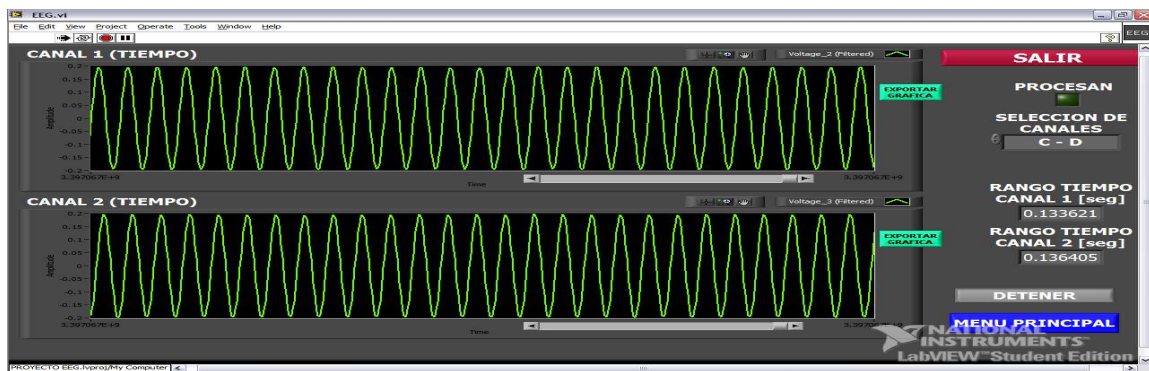 EEG.vi
File Edit View Project Operate Tools Window Help
EEG
CANAL 1 (TIEMPO)
Voltage_2 (Filtered)
0.2
0.15
0.1
0.05
0
-0.05
-0.1
-0.15
-0.2
Amplitude
3.397067E+9
3.397067E+9
Time
EXPORTAR
GRAFICA
CANAL 2 (TIEMPO)
Voltage_3 (Filtered)
0.2
0.15
0.1
0.05
0
-0.05
-0.1
-0.15
-0.2
Amplitude
3.397067E+9
Time
EXPORTAR
GRAFICA
SALIR
PROCESAN
SELECCION DE
CANALES
C - D
RANGO TIEMPO
CANAL 1 [seg]
0.133621
RANGO TIEMPO
CANAL 2 [seg]
0.136405
DETENER
MENU PRINCIPAL
NATIONAL
INSTRUMENTS
LabVIEW™ Student Edition
PROYECTO EEG.lvproj/My Computer